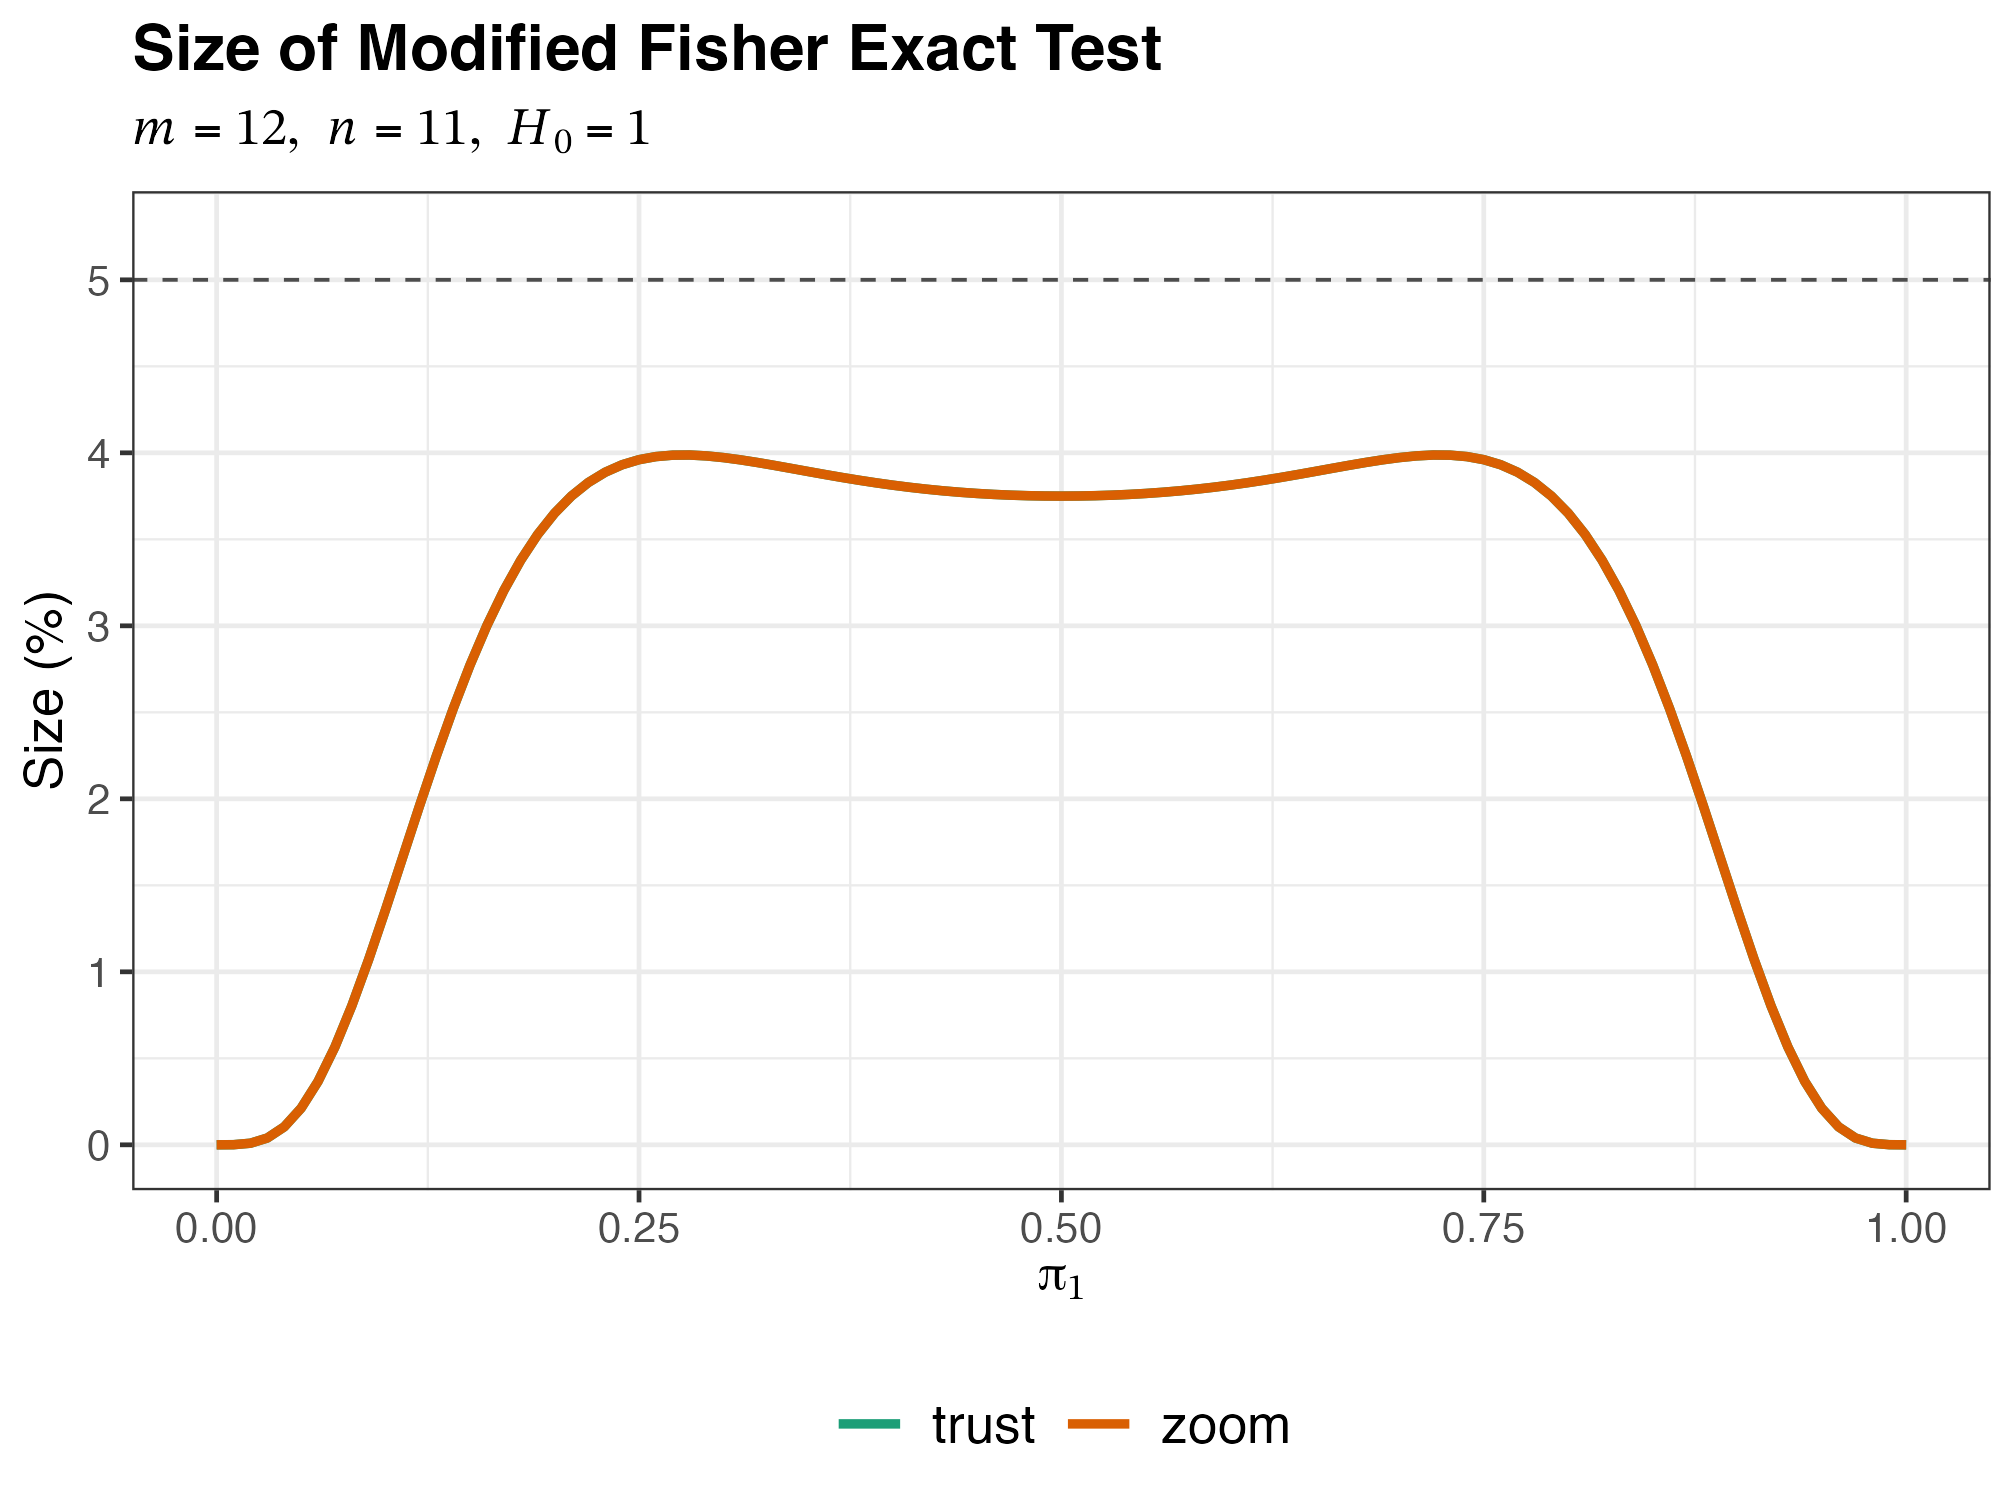 Size of Modified Fisher Exact Test
m = 12, n = 11, H₀ = 1
Size (%)
5
4
3
2
1
0
0.00 0.25 0.50 0.75 1.00
π₁
trust zoom